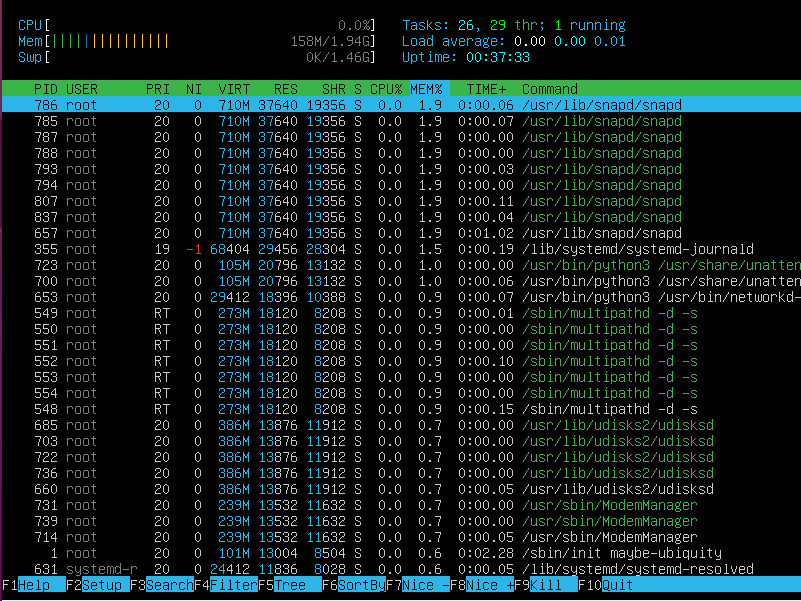 CPU[ 0.0%] Tasks: 26, 29 thr; 1 running
Mem[|||||||||||||||| 158M/1.94G] Load average: 0.00 0.00 0.01
Swp[ 0K/1.46G] Uptime: 00:37:33
PID USER PRI NI VIRT RES SHR S CPU% MEM% TIME+ Command
786 root 20 0 710M 37640 19356 S 0.0 1.9 0:00.06 /usr/lib/snapd/snapd
785 root 20 0 710M 37640 19356 S 0.0 1.9 0:00.07 /usr/lib/snapd/snapd
787 root 20 0 710M 37640 19356 S 0.0 1.9 0:00.00 /usr/lib/snapd/snapd
788 root 20 0 710M 37640 19356 S 0.0 1.9 0:00.00 /usr/lib/snapd/snapd
793 root 20 0 710M 37640 19356 S 0.0 1.9 0:00.03 /usr/lib/snapd/snapd
794 root 20 0 710M 37640 19356 S 0.0 1.9 0:00.00 /usr/lib/snapd/snapd
807 root 20 0 710M 37640 19356 S 0.0 1.9 0:00.11 /usr/lib/snapd/snapd
837 root 20 0 710M 37640 19356 S 0.0 1.9 0:00.04 /usr/lib/snapd/snapd
657 root 20 0 710M 37640 19356 S 0.0 1.9 0:01.02 /usr/lib/snapd/snapd
355 root 19 -1 68404 29456 28304 S 0.0 1.5 0:00.19 /lib/systemd/systemd-journald
723 root 20 0 105M 20796 13132 S 0.0 1.0 0:00.00 /usr/bin/python3 /usr/share/unatten
700 root 20 0 105M 20796 13132 S 0.0 1.0 0:00.06 /usr/bin/python3 /usr/share/unatten
653 root 20 0 29412 18396 10388 S 0.0 0.9 0:00.07 /usr/bin/python3 /usr/bin/networkd-
549 root RT 0 273M 18120 8208 S 0.0 0.9 0:00.01 /sbin/multipathd -d -s
550 root RT 0 273M 18120 8208 S 0.0 0.9 0:00.00 /sbin/multipathd -d -s
551 root RT 0 273M 18120 8208 S 0.0 0.9 0:00.00 /sbin/multipathd -d -s
552 root RT 0 273M 18120 8208 S 0.0 0.9 0:00.10 /sbin/multipathd -d -s
553 root RT 0 273M 18120 8208 S 0.0 0.9 0:00.00 /sbin/multipathd -d -s
554 root RT 0 273M 18120 8208 S 0.0 0.9 0:00.00 /sbin/multipathd -d -s
548 root RT 0 273M 18120 8208 S 0.0 0.9 0:00.15 /sbin/multipathd -d -s
685 root 20 0 386M 13876 11912 S 0.0 0.7 0:00.00 /usr/lib/udisks2/udisksd
703 root 20 0 386M 13876 11912 S 0.0 0.7 0:00.00 /usr/lib/udisks2/udisksd
722 root 20 0 386M 13876 11912 S 0.0 0.7 0:00.00 /usr/lib/udisks2/udisksd
736 root 20 0 386M 13876 11912 S 0.0 0.7 0:00.00 /usr/lib/udisks2/udisksd
660 root 20 0 386M 13876 11912 S 0.0 0.7 0:00.05 /usr/lib/udisks2/udisksd
731 root 20 0 239M 13532 11632 S 0.0 0.7 0:00.00 /usr/sbin/ModemManager
739 root 20 0 239M 13532 11632 S 0.0 0.7 0:00.00 /usr/sbin/ModemManager
714 root 20 0 239M 13532 11632 S 0.0 0.7 0:00.05 /usr/sbin/ModemManager
1 root 20 0 101M 13004 8504 S 0.0 0.6 0:02.28 /sbin/init maybe-ubiquity
631 systemd-r 20 0 24412 11836 8028 S 0.0 0.6 0:00.05 /lib/systemd/systemd-resolved
F1Help F2Setup F3SearchF4FilterF5Tree F6SortByF7Nice -F8Nice +F9Kill F10Quit